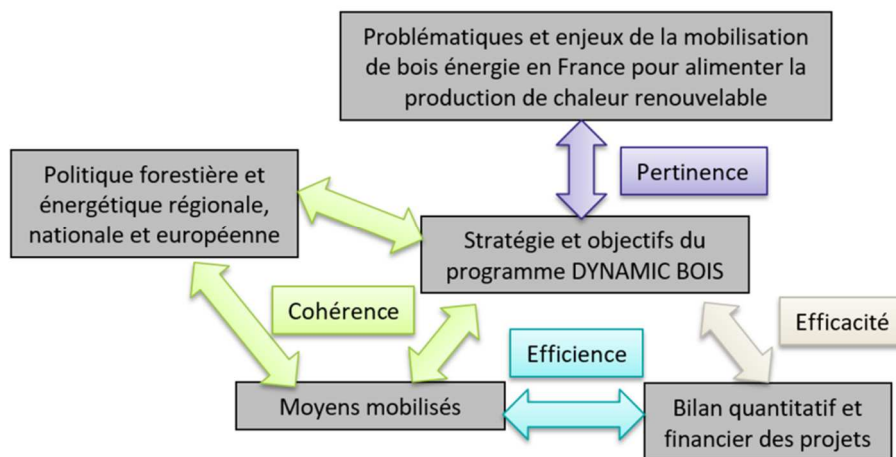 Problématiques et enjeux de la mobilisation
de bois énergie en France pour alimenter la
production de chaleur renouvelable
Pertinence
Politique forestière et
énergétique régionale,
nationale et européenne
Stratégie et objectifs du
programme DYNAMIC BOIS
Cohérence
Efficacité
Efficience
Moyens mobilisés
Bilan quantitatif et
financier des projets